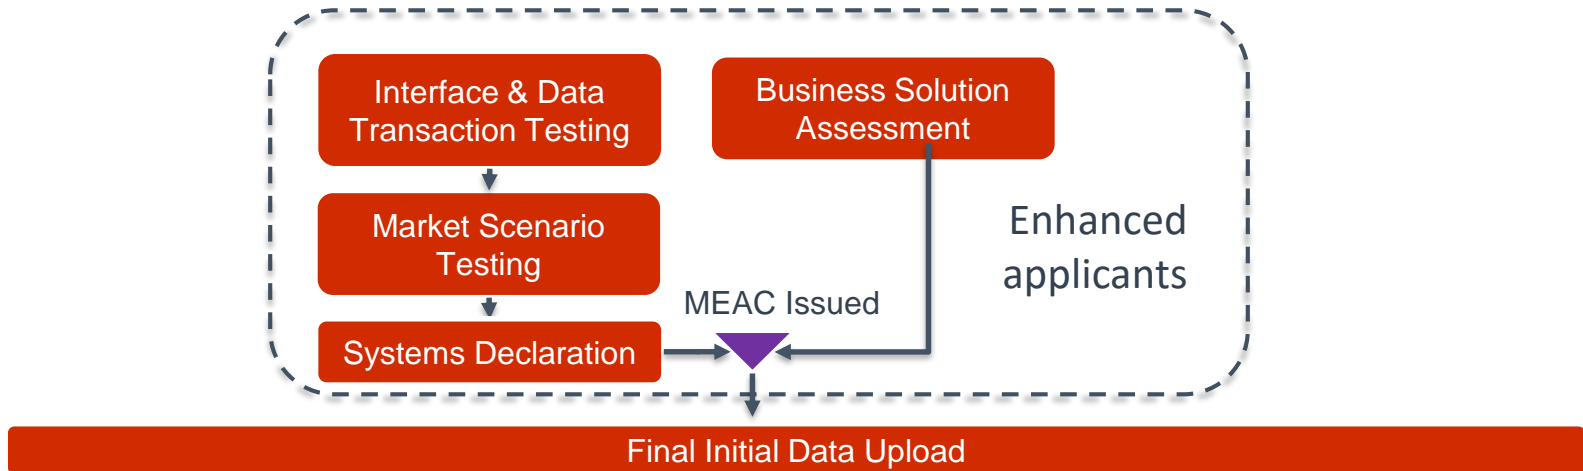 Interface & Data
Transaction Testing
Business Solution
Assessment
Market Scenario
Testing
Enhanced
applicants
MEAC Issued
Systems Declaration
Final Initial Data Upload